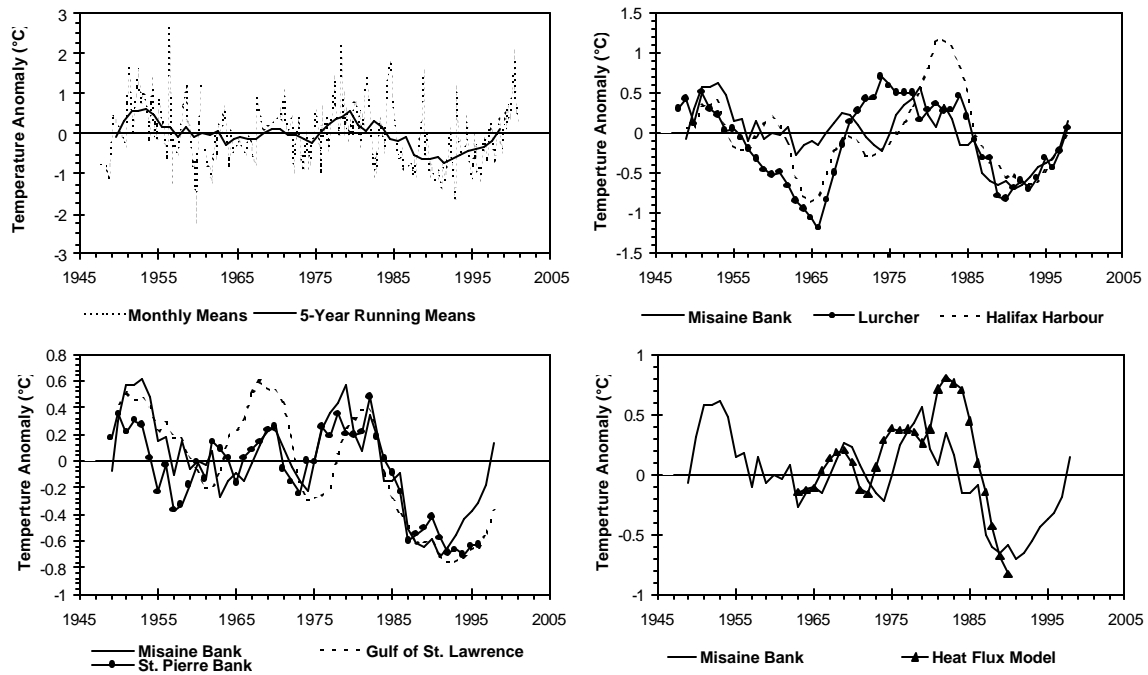 Temperature Anomaly (°C)
3
2
1
0
-1
-2
-3
1945 1955 1965 1975 1985 1995 2005
Monthly Means 5-Year Running Means
Temperture Anomaly (°C)
1.5
1
0.5
0
-0.5
-1
-1.5
1945 1955 1965 1975 1985 1995 2005
Misaine Bank Lurcher Halifax Harbour
Temperture Anomaly (°C)
0.8
0.6
0.4
0.2
0
-0.2
-0.4
-0.6
-0.8
-1
1945 1955 1965 1975 1985 1995 2005
Misaine Bank Gulf of St. Lawrence
St. Pierre Bank
Temperture Anomaly (°C)
1
0.5
0
-0.5
-1
1945 1955 1965 1975 1985 1995 2005
Misaine Bank Heat Flux Model